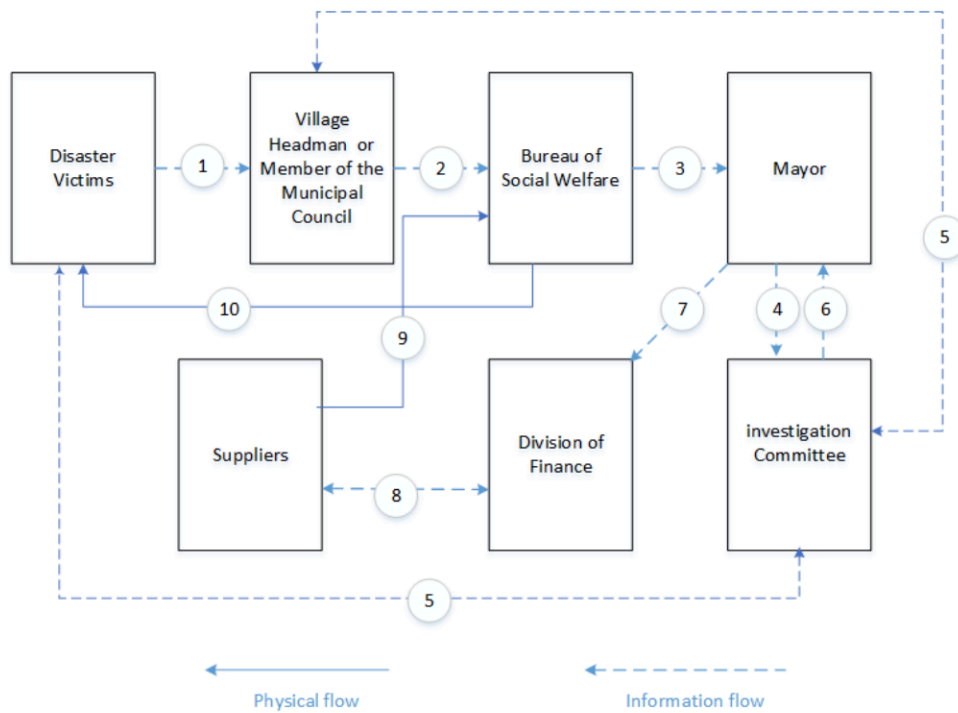 5
Disaster
Victims
1
Village
Headman or
Member of the
Municipal
Council
2
Bureau of
Social Welfare
3
Mayor
10
9
7
4
6
Suppliers
8
Division of
Finance
investigation
Committee
5
Physical flow
Information flow